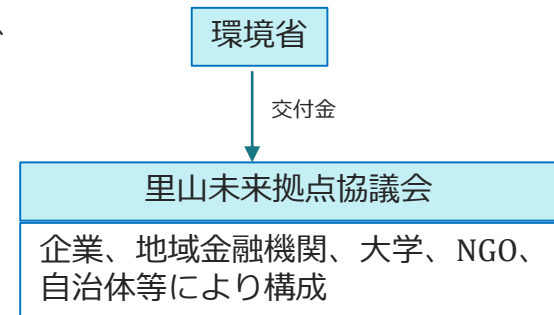 、
環境省
交付金
里山未来拠点協議会
企業、地域金融機関、大学、NGO、
自治体等により構成